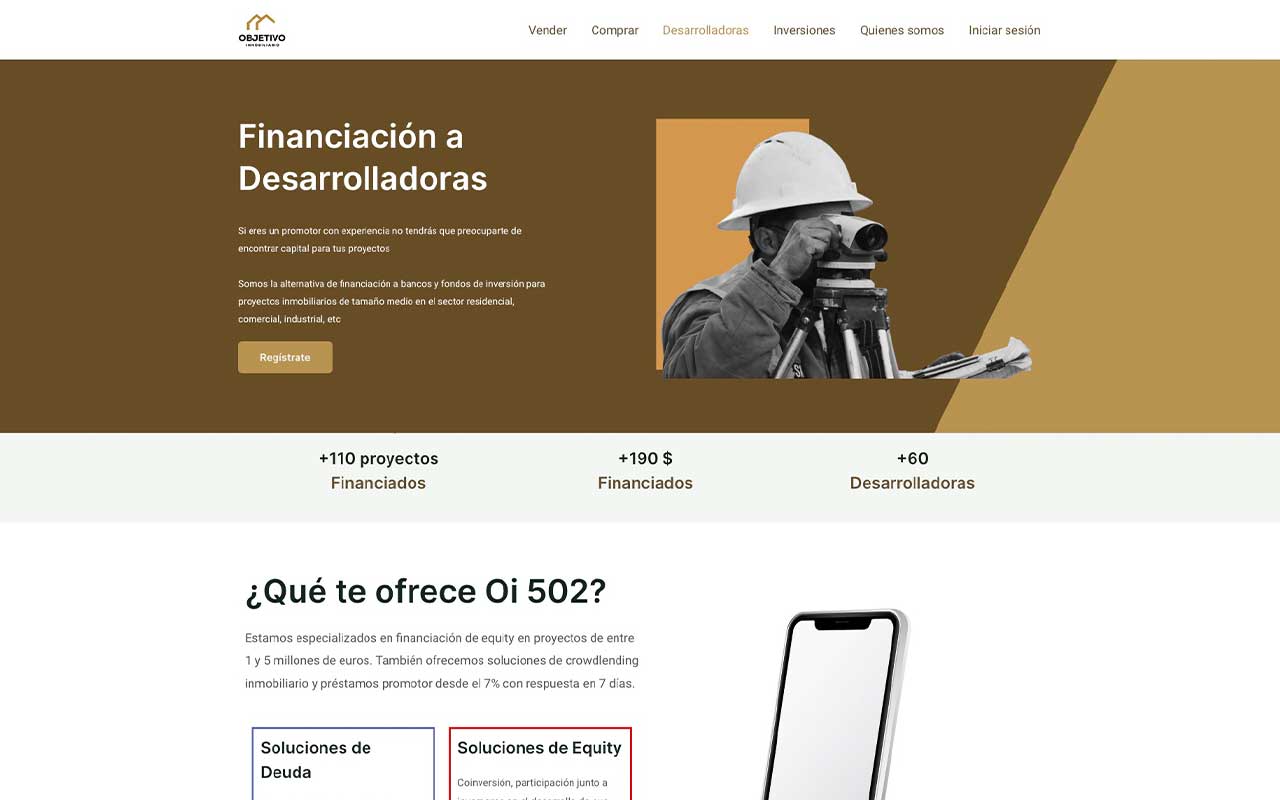 OBJETIVO
INMOBILIARIO
Vender
Comprar
Desarrolladoras
Inversiones
Quienes somos
Iniciar sesión
Financiación a
Desarrolladoras
Si eres un promotor con experiencia no tendrás que preocuparte de
encontrar capital para tus proyectos
Somos la alternativa de financiación a bancos y fondos de inversión para
proyectos inmobiliarios de tamaño medio en el sector residencial,
comercial, industrial, etc
Regístrate
+110 proyectos
Financiados
+190 $
Financiados
+60
Desarrolladoras
¿Qué te ofrece Oi 502?
Estamos especializados en financiación de equity en proyectos de entre
1 y 5 millones de euros. También ofrecemos soluciones de crowdlending
inmobiliario y préstamos promotor desde el 7% con respuesta en 7 días.
Soluciones de
Deuda
Soluciones de Equity
Coinversión, participación junto a